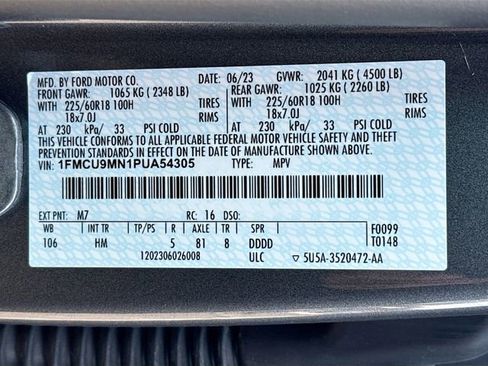 MFD. BY FORD MOTOR CO. 06/23 GVWR: 2041 KG (4500 LB)
FRONT GAWR: 1065 KG (2348 LB) REAR GAWR: 1025 KG (2260 LB)
WITH 225/60R18 100H TIRES WITH 225/60R18 100H TIRES
18x7.0J RIMS 18x7.0J RIMS
AT 230 kPa/ 33 PSI COLD AT 230 kPa/ 33 PSI COLD
THIS VEHICLE CONFORMS TO ALL APPLICABLE FEDERAL MOTOR VEHICLE SAFETY AND BUMPER
STANDARDS IN EFFECT ON THE DATE OF MANUFACTURE SHOWN ABOVE.
VIN: 1FMCU9MN1PUA54305 TYPE: MPV
EXT PNT: M7 RC: 16 DSO: F0099
WB INT TR TP/PS R AXLE TR SPR T0148
106 HM 5 81 8 DDDD
1202306026008 ULC ▽ 5U5A-3520472-AA